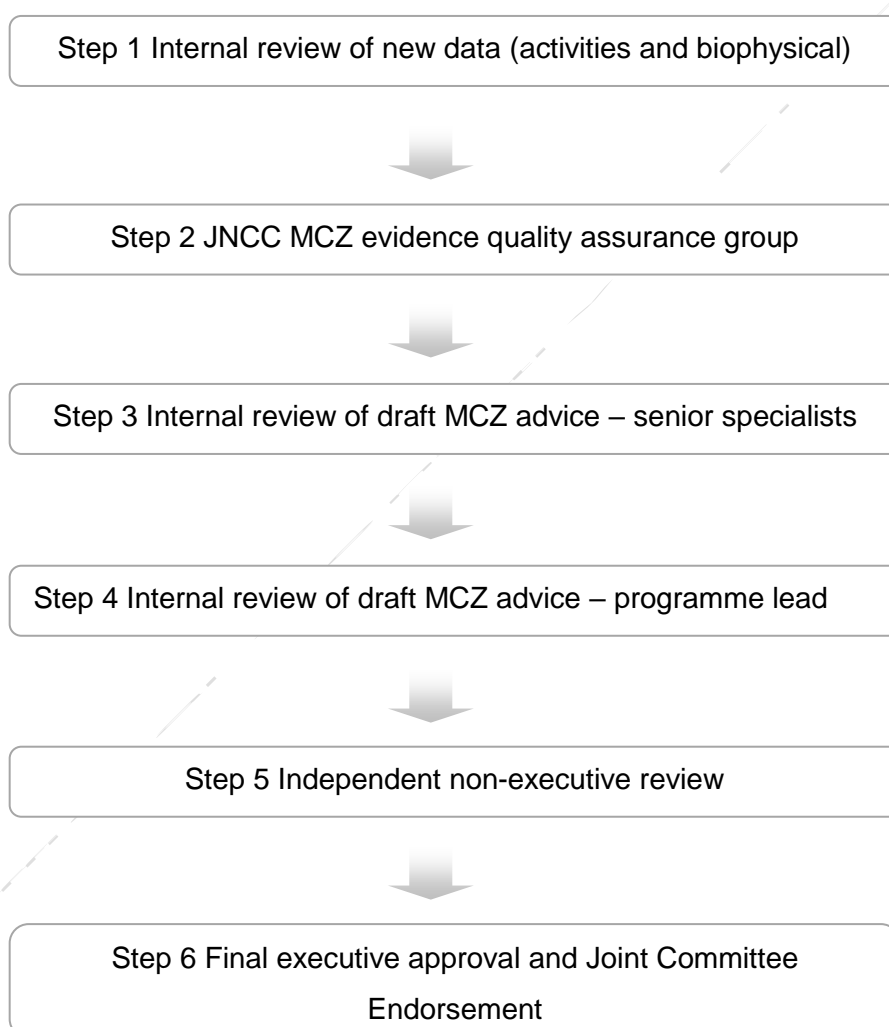 Step 1 Internal review of new data (activities and biophysical)
Step 2 JNCC MCZ evidence quality assurance group
Step 3 Internal review of draft MCZ advice – senior specialists
Step 4 Internal review of draft MCZ advice – programme lead
Step 5 Independent non-executive review
Step 6 Final executive approval and Joint Committee
Endorsement